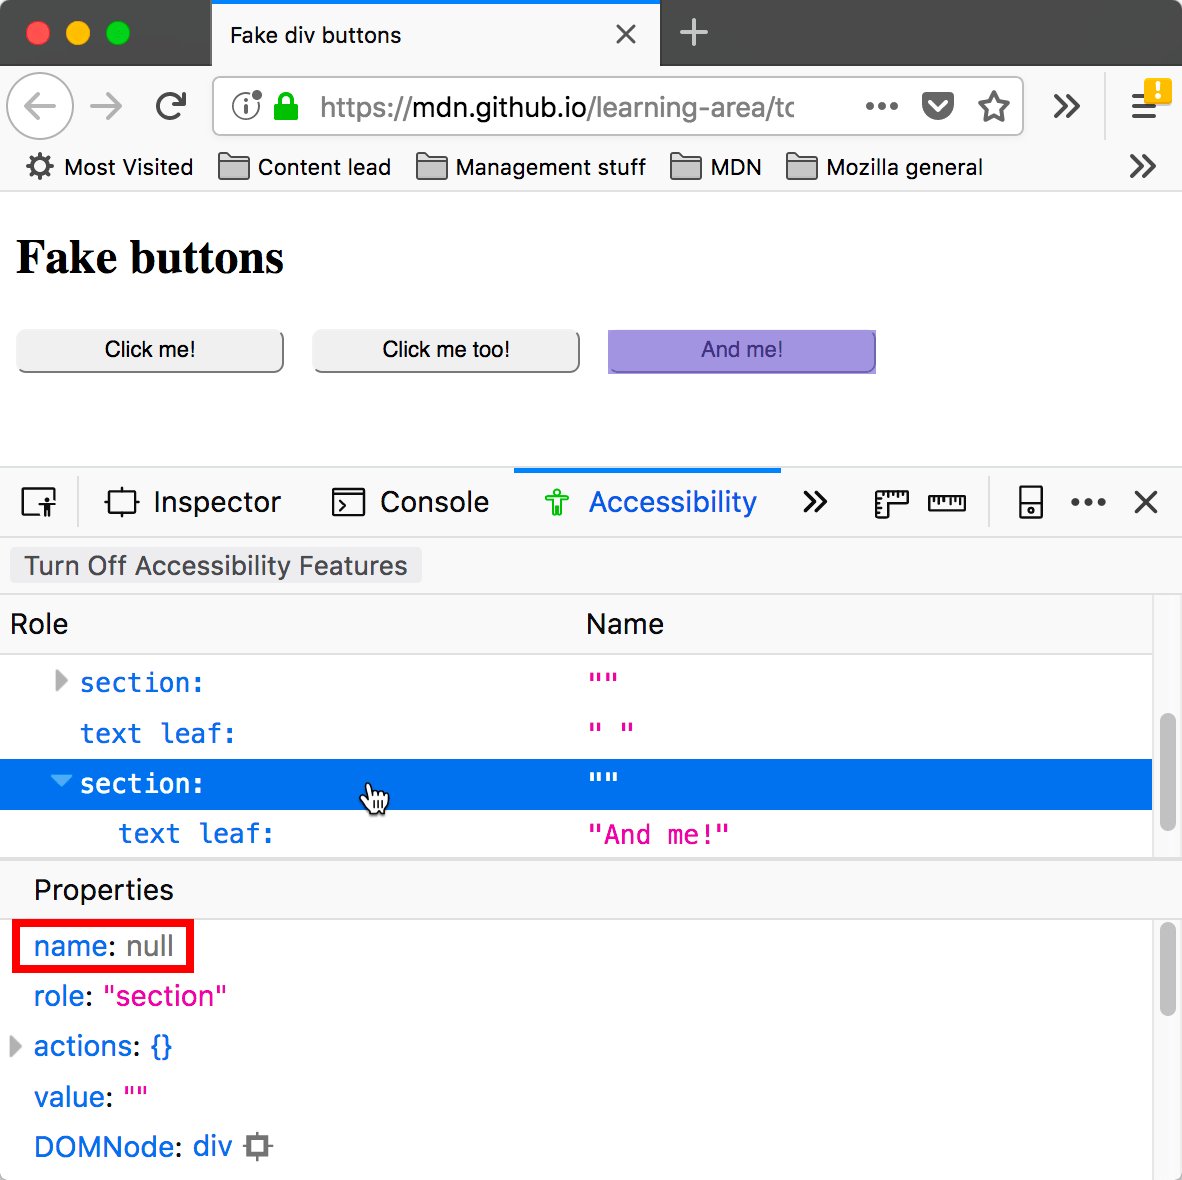 Fake div buttons
https://mdn.github.io/learning-area/tc
Most Visited Content lead Management stuff MDN Mozilla general
Fake buttons
Click me! Click me too! And me!
Inspector Console Accessibility
Turn Off Accessibility Features
Role Name
section: ""
text leaf: " "
section: ""
text leaf: "And me!"
Properties
name: null
role: "section"
actions: {}
value: ""
DOMNode: div